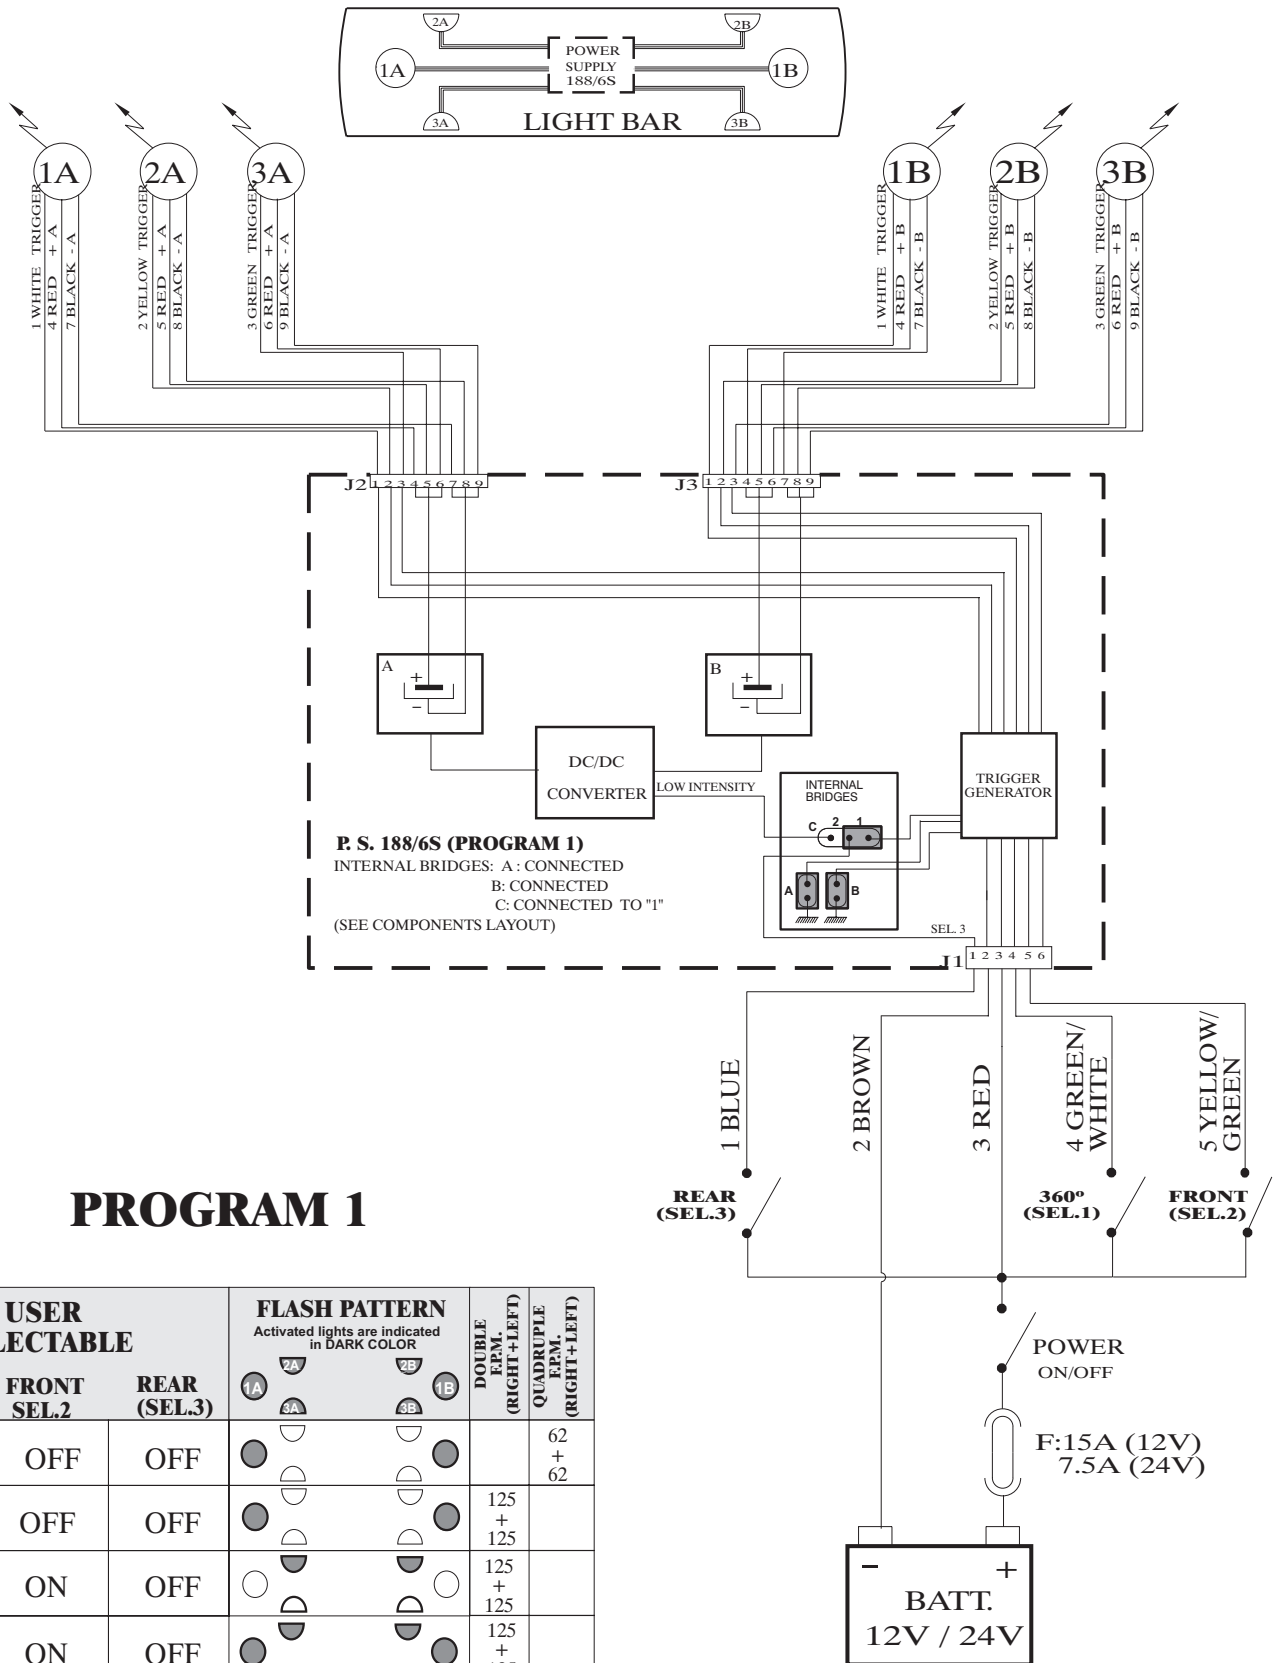 2A
2B
POWER
SUPPLY
188/6S
1A
1B
3A
3B
LIGHT BAR
1A
2A
3A
1B
2B
3B
1 WHITE TRIGGER
4 RED + A
7 BLACK - A
2 YELLOW TRIGGER
5 RED + A
8 BLACK - A
3 GREEN TRIGGER
6 RED + A
9 BLACK - A
1 WHITE TRIGGER
4 RED + B
7 BLACK - B
2 YELLOW TRIGGER
5 RED + B
8 BLACK - B
3 GREEN TRIGGER
6 RED + B
9 BLACK - B
J2
1 2 3 4 5 6 7 8 9
J3
1 2 3 4 5 6 7 8 9
A
+
−
B
+
−
DC/DC
CONVERTER
LOW INTENSITY
INTERNAL
BRIDGES
C 2 1
A
B
TRIGGER
GENERATOR
P. S. 188/6S (PROGRAM 1)
INTERNAL BRIDGES: A : CONNECTED
B: CONNECTED
C: CONNECTED TO "1"
(SEE COMPONENTS LAYOUT)
SEL. 3
J1
1 2 3 4 5 6
1 BLUE
2 BROWN
3 RED
4 GREEN/
WHITE
5 YELLOW/
GREEN
REAR
(SEL.3)
360º
(SEL.1)
FRONT
(SEL.2)
POWER
ON/OFF
F:15A (12V)
7.5A (24V)
− +
BATT.
12V / 24V
PROGRAM 1
USER
LECTABLE
FRONT
SEL.2
REAR
(SEL.3)
FLASH PATTERN
Activated lights are indicated
in DARK COLOR
2A
2B
1A
1B
3A
3B
DOUBLE
F.P.M.
(RIGHT+LEFT)
QUADRUPLE
F.P.M.
(RIGHT+LEFT)
OFF OFF
62
+
62
OFF OFF
125
+
125
ON OFF
125
+
125
ON OFF
125
+